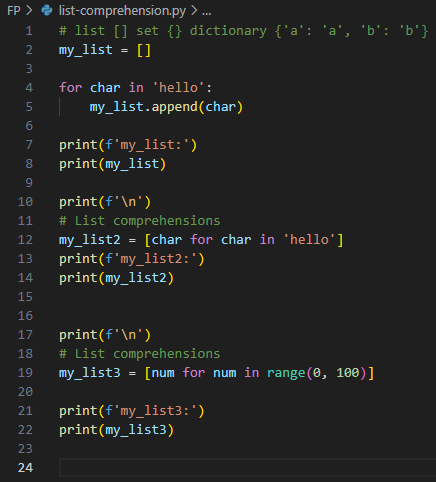 FP > list-comprehension.py > ...
1 # list [] set {} dictionary {'a': 'a', 'b': 'b'}
2 my_list = []
3
4 for char in 'hello':
5     my_list.append(char)
6
7 print(f'my_list:')
8 print(my_list)
9
10 print(f'\n')
11 # List comprehensions
12 my_list2 = [char for char in 'hello']
13 print(f'my_list2:')
14 print(my_list2)
15
16
17 print(f'\n')
18 # List comprehensions
19 my_list3 = [num for num in range(0, 100)]
20
21 print(f'my_list3:')
22 print(my_list3)
23
24